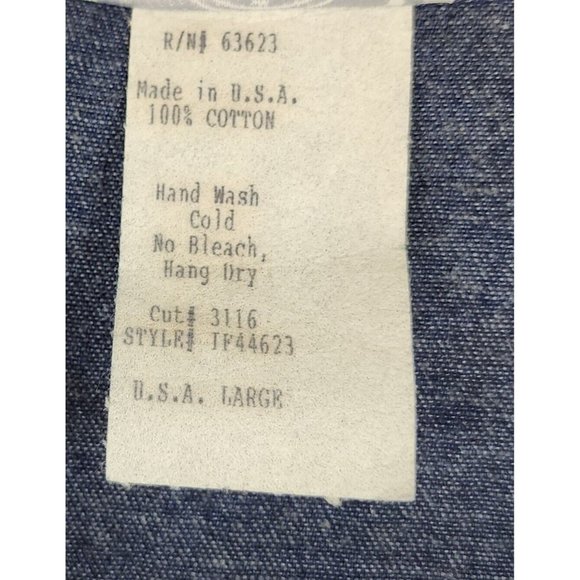 R/N# 63623
Made in U.S.A.
100% COTTON
Hand Wash
Cold
No Bleach,
Hang Dry
Cut# 3116
STYLE# IF44623
U.S.A. LARGE